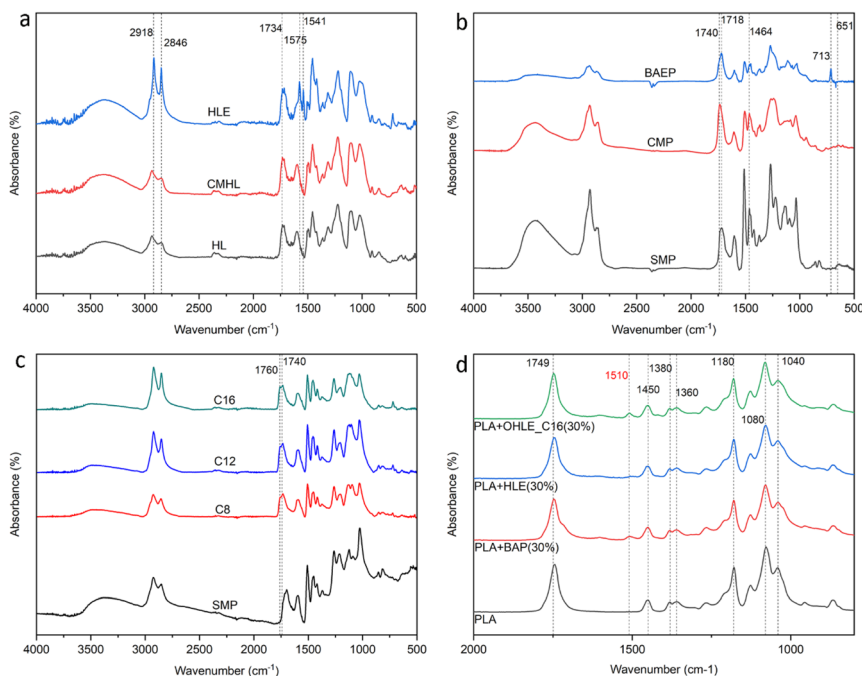 a
2918
2846
1734
1575
1541
HLE
CMHL
HL
Absorbance (%)
4000 3500 3000 2500 2000 1500 1000 500
Wavenumber (cm-1)
b
1740
1718
1464
713
651
BAEP
CMP
SMP
Absorbance (%)
4000 3500 3000 2500 2000 1500 1000 500
Wavenumber (cm-1)
c
1760
1740
C16
C12
C8
SMP
Absorbance (%)
4000 3500 3000 2500 2000 1500 1000 500
Wavenumber (cm-1)
d
1749
1510
1450
1380
1360
1180
1080
1040
PLA+OHLE_C16(30%)
PLA+HLE(30%)
PLA+BAP(30%)
PLA
Absorbance (%)
2000 1500 1000
Wavenumber (cm-1)